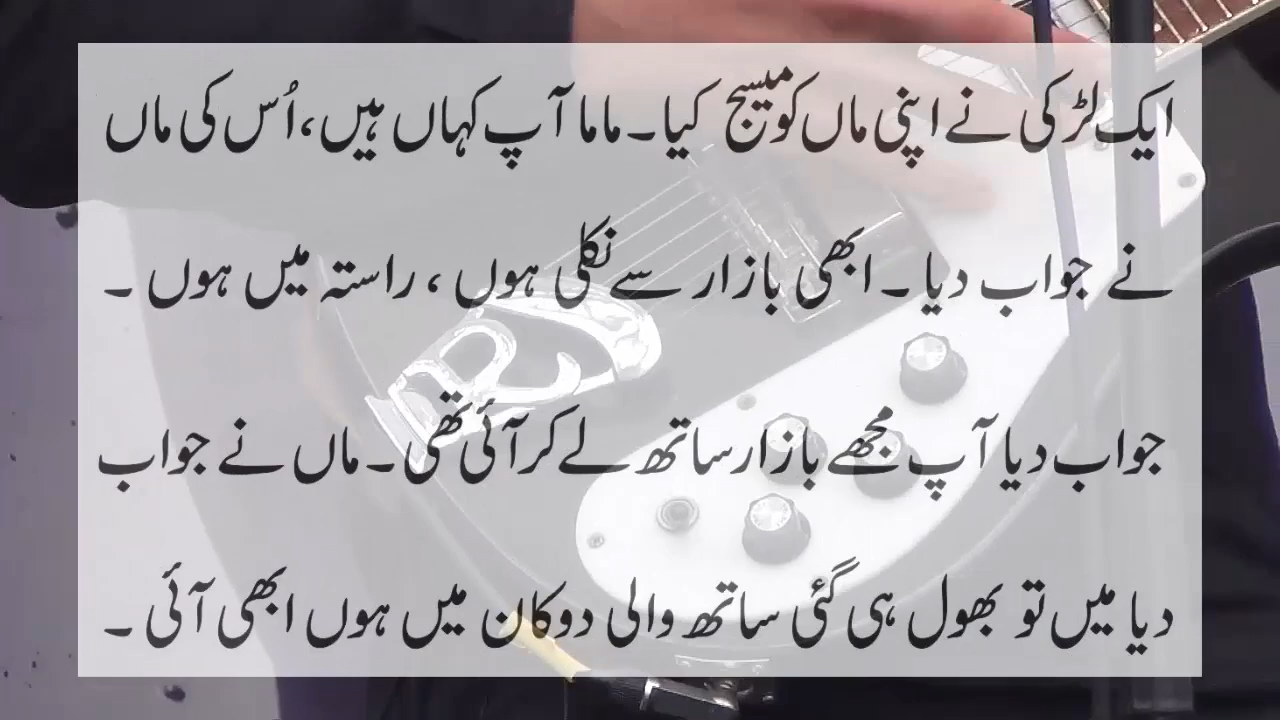 ایک لڑکی نے اپنی ماں کو میسج کیا۔ ماما آپ کہاں ہیں، اُس کی ماں
نے جواب دیا۔ ابھی بازار سے نکلی ہوں، راستہ میں ہوں۔
جواب دیا آپ مجھے بازار ساتھ لے کر آئی تھی۔ ماں نے جواب
دیا میں تو بھول ہی گئی ساتھ والی دوکان میں ہوں ابھی آئی۔